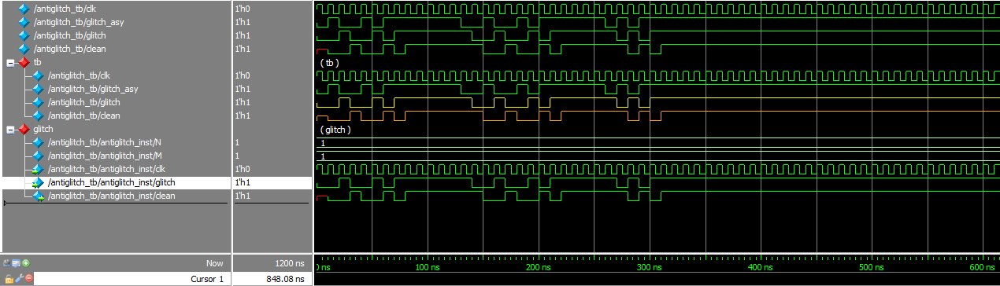 /antiglitch_tb/clk 1'h0
/antiglitch_tb/glitch_asy 1'h1
/antiglitch_tb/glitch 1'h1
/antiglitch_tb/clean 1'h1
tb ( tb )
/antiglitch_tb/clk 1'h0
/antiglitch_tb/glitch_asy 1'h1
/antiglitch_tb/glitch 1'h1
/antiglitch_tb/clean 1'h1
glitch ( glitch )
/antiglitch_tb/antiglitch_inst/N 1 1
/antiglitch_tb/antiglitch_inst/M 1 1
/antiglitch_tb/antiglitch_inst/clk 1'h0
/antiglitch_tb/antiglitch_inst/glitch 1'h1
/antiglitch_tb/antiglitch_inst/clean 1'h1
Now 1200 ns 0 ns 100 ns 200 ns 300 ns 400 ns 500 ns 600 ns
Cursor 1 848.08 ns